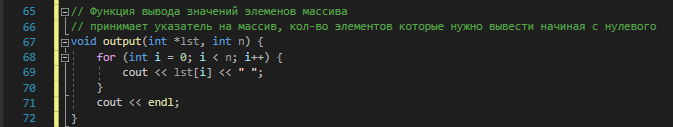 65 // Функция вывода значений элеменов массива
66 // принимает указатель на массив, кол-во элементов которые нужно вывести начиная с нулевого
67 void output(int *lst, int n) {
68     for (int i = 0; i < n; i++) {
69         cout << lst[i] << " ";
70     }
71     cout << endl;
72 }